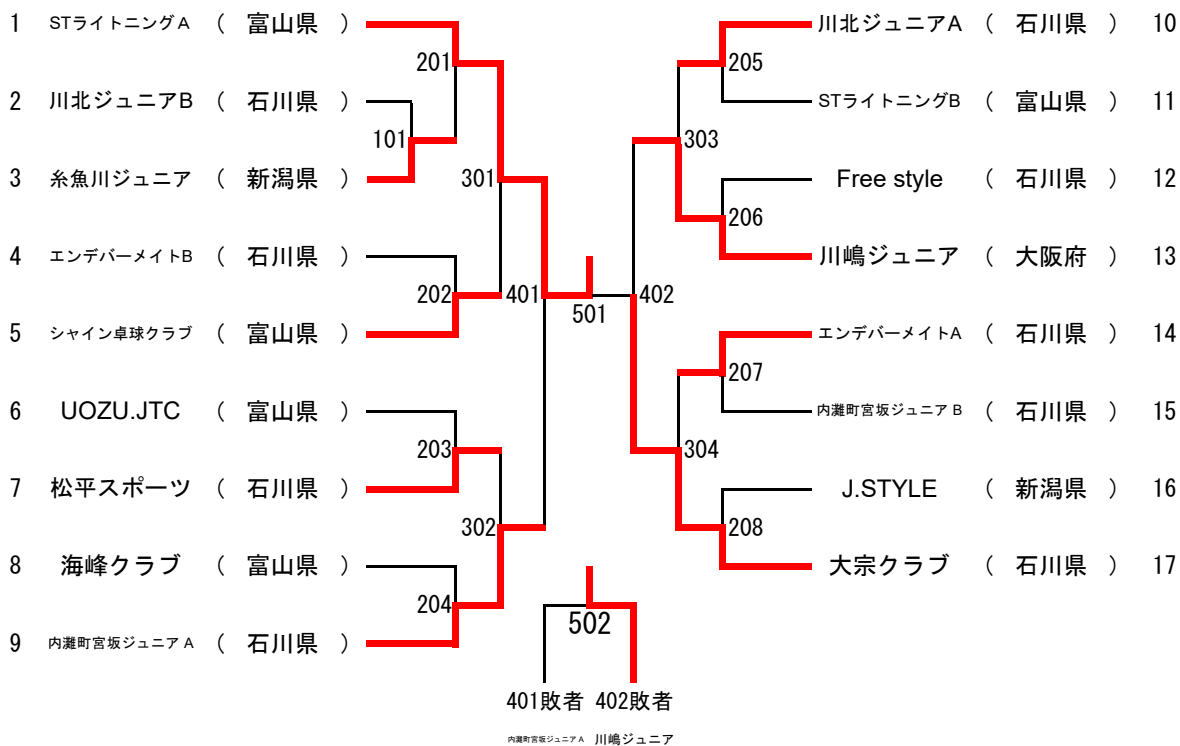 1 STライトニングA （ 富山県 ）
2 川北ジュニアB （ 石川県 ）
3 糸魚川ジュニア （ 新潟県 ）
4 エンデバーメイトB （ 石川県 ）
5 シャイン卓球クラブ （ 富山県 ）
6 UOZU.JTC （ 富山県 ）
7 松平スポーツ （ 石川県 ）
8 海峰クラブ （ 富山県 ）
9 内灘町宮坂ジュニアA （ 石川県 ）
201
101
301
202
401
203
302
204
501
502
401敗者 402敗者
内灘町宮坂ジュニアA 川嶋ジュニア
川北ジュニアA （ 石川県 ） 10
STライトニングB （ 富山県 ） 11
Free style （ 石川県 ） 12
川嶋ジュニア （ 大阪府 ） 13
エンデバーメイトA （ 石川県 ） 14
内灘町宮坂ジュニアB （ 石川県 ） 15
J.STYLE （ 新潟県 ） 16
大宗クラブ （ 石川県 ） 17
205
303
206
402
207
304
208